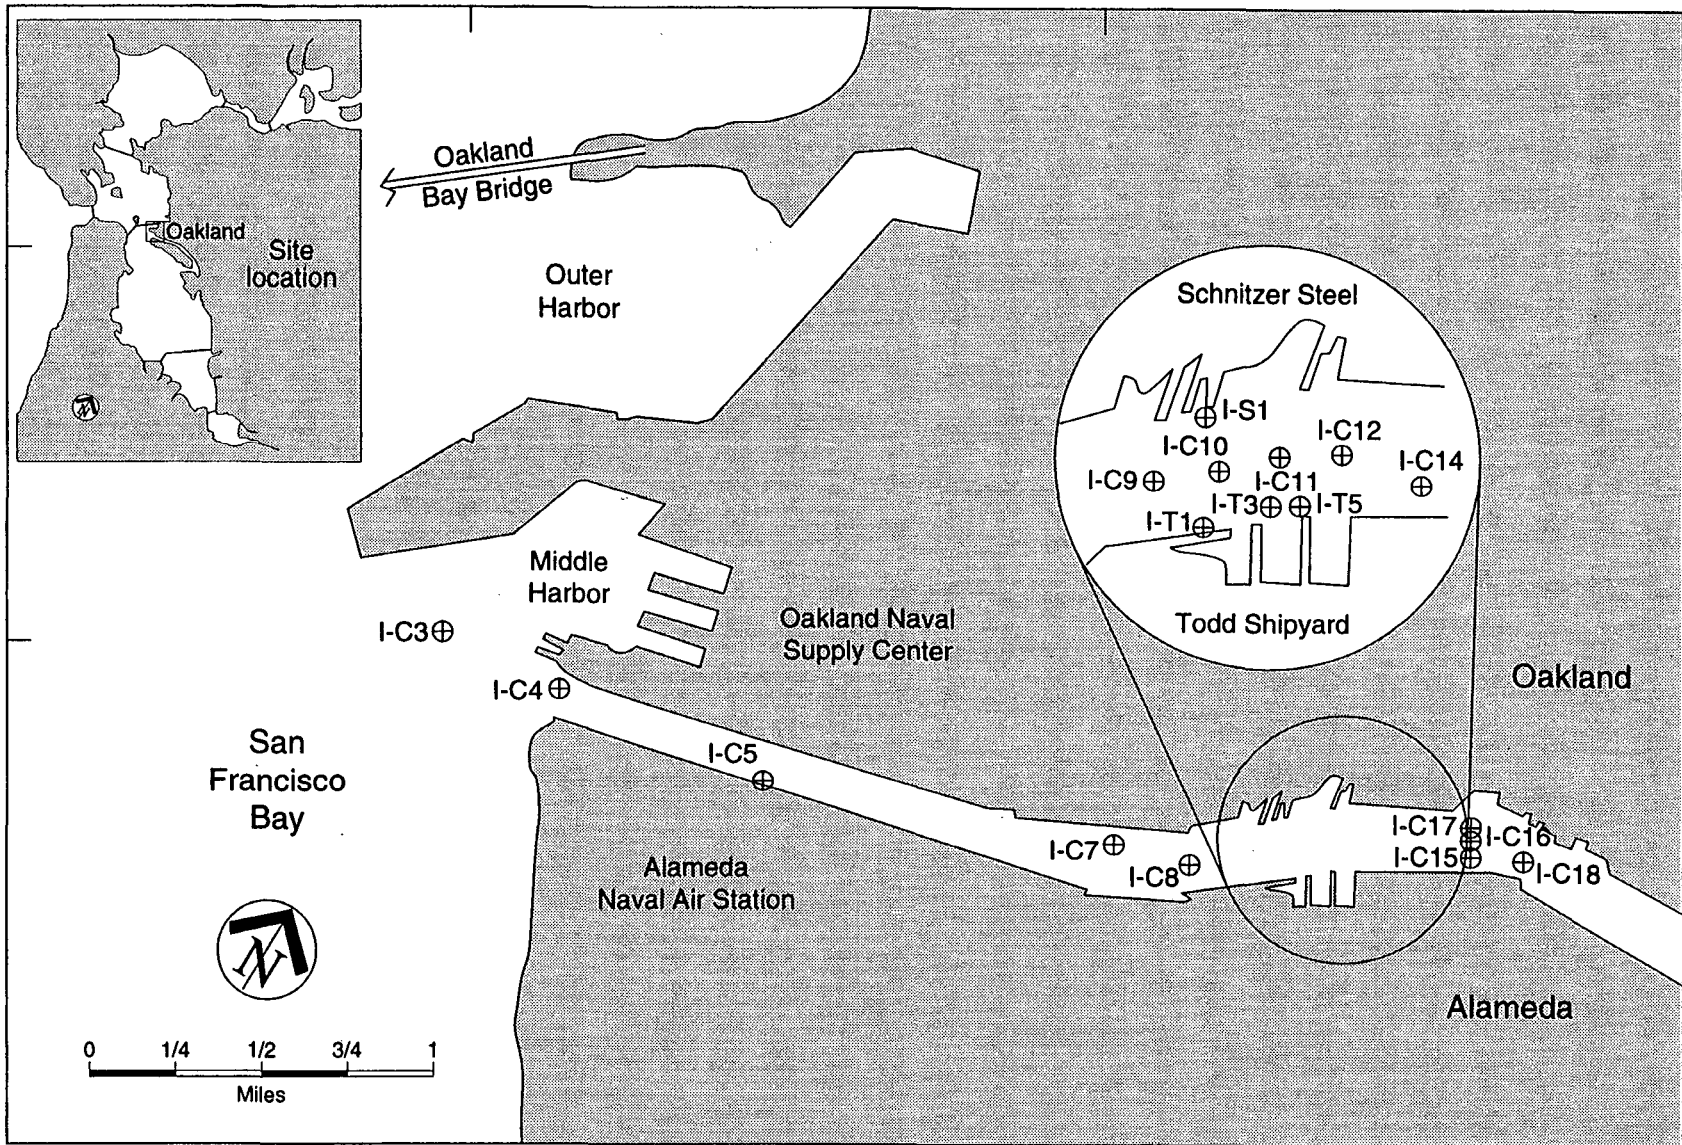 Oakland
Bay Bridge
Oakland
Site
location
N
Outer
Harbor
Schnitzer Steel
I-S1
I-C10
I-C12
I-C14
I-C9
I-C11
I-T3
I-T5
I-T1
Todd Shipyard
Middle
Harbor
I-C3
Oakland Naval
Supply Center
I-C4
Oakland
San
Francisco
Bay
I-C5
I-C7
I-C8
I-C17
I-C16
I-C15
I-C18
Alameda
Naval Air Station
N
Alameda
0 1/4 1/2 3/4 1
Miles